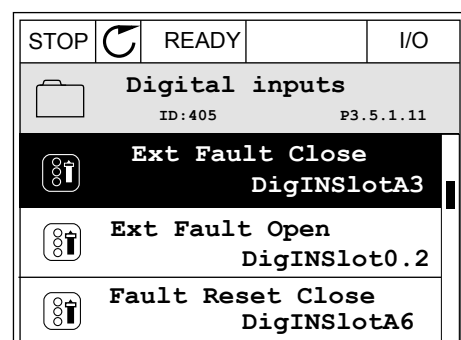 STOP READY I/O
Digital inputs
ID:405 P3.5.1.11
Ext Fault Close
DigINSlotA3
Ext Fault Open
DigINSlot0.2
Fault Reset Close
DigINSlotA6